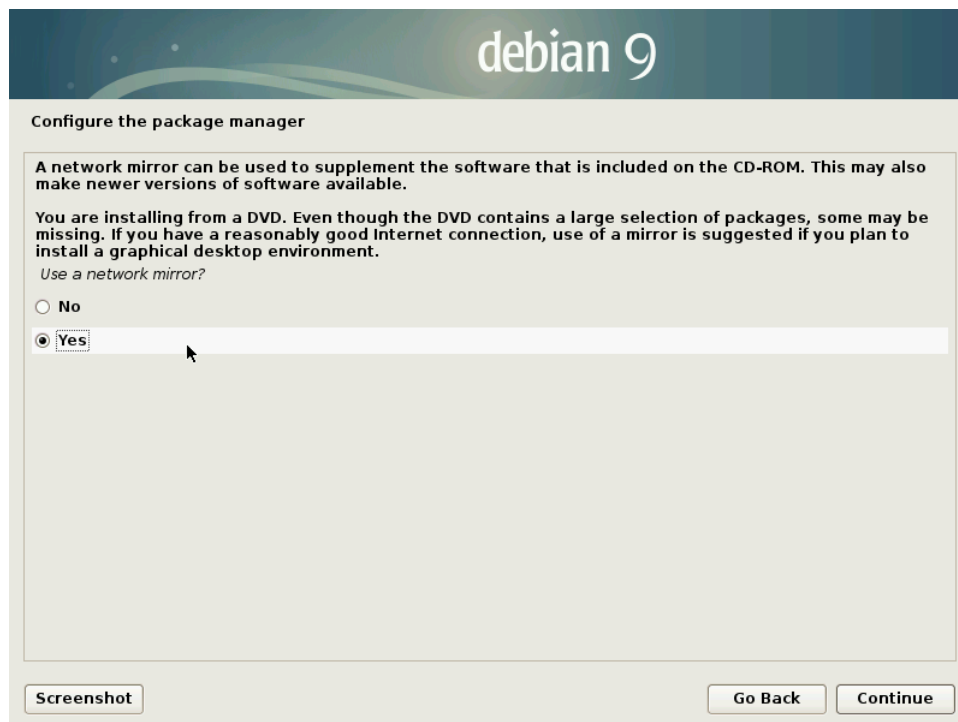 debian 9
Configure the package manager
A network mirror can be used to supplement the software that is included on the CD-ROM. This may also
make newer versions of software available.
You are installing from a DVD. Even though the DVD contains a large selection of packages, some may be
missing. If you have a reasonably good Internet connection, use of a mirror is suggested if you plan to
install a graphical desktop environment.
Use a network mirror?
No
Yes
Screenshot
Go Back
Continue